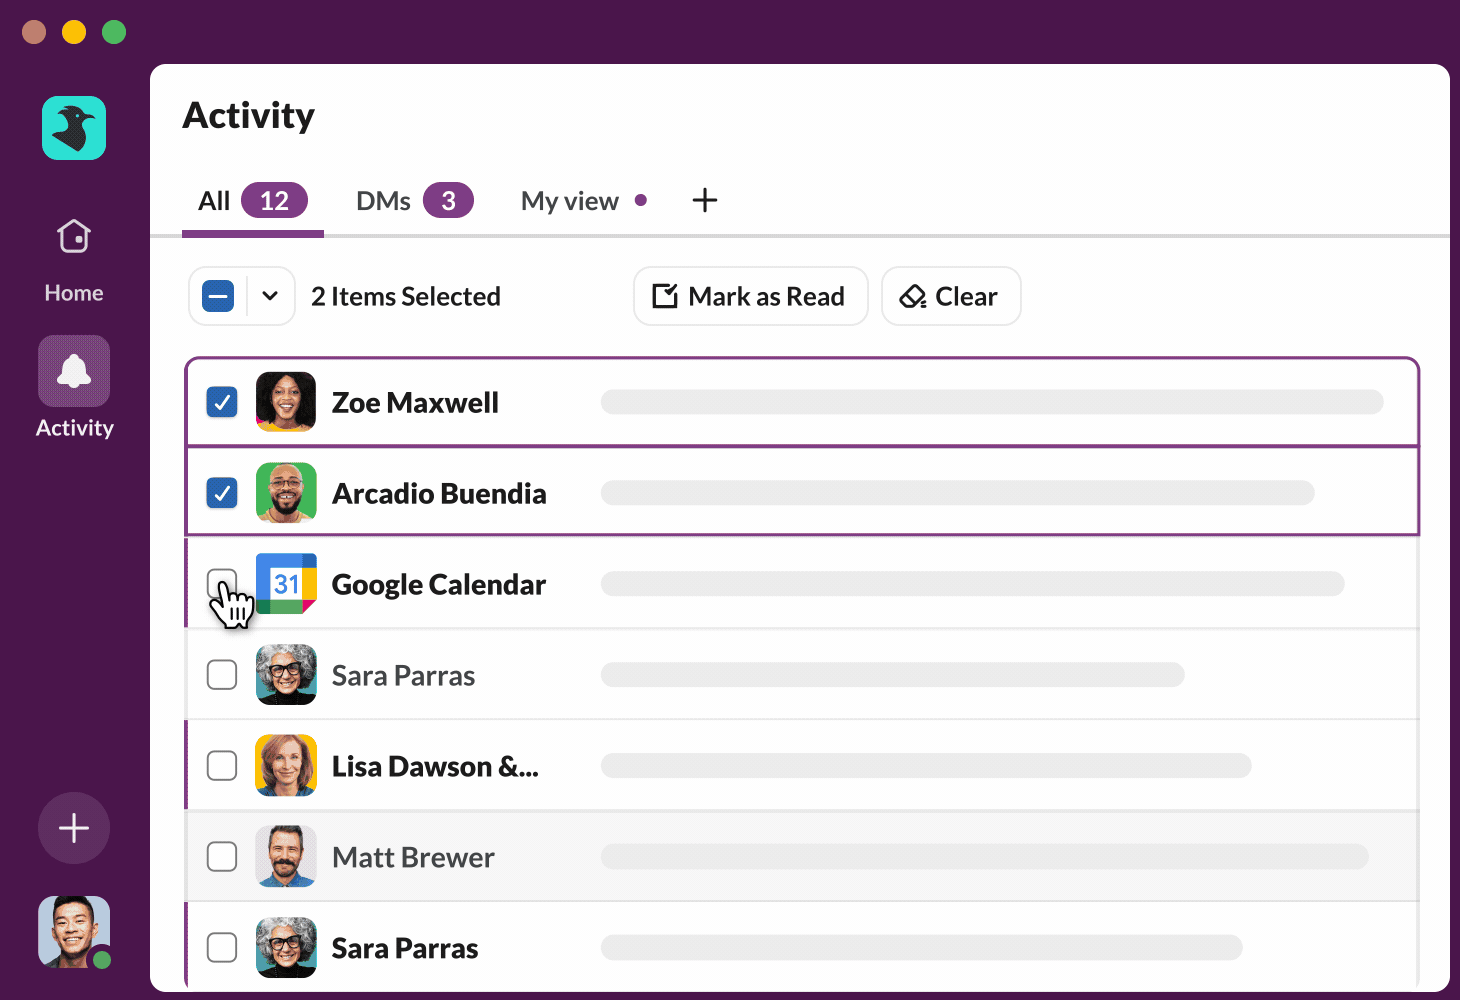 Activity
All 12 DMs 3 My view
2 Items Selected Mark as Read Clear
Home
Activity
Zoe Maxwell
Arcadio Buendia
31 Google Calendar
Sara Parras
Lisa Dawson &...
Matt Brewer
Sara Parras